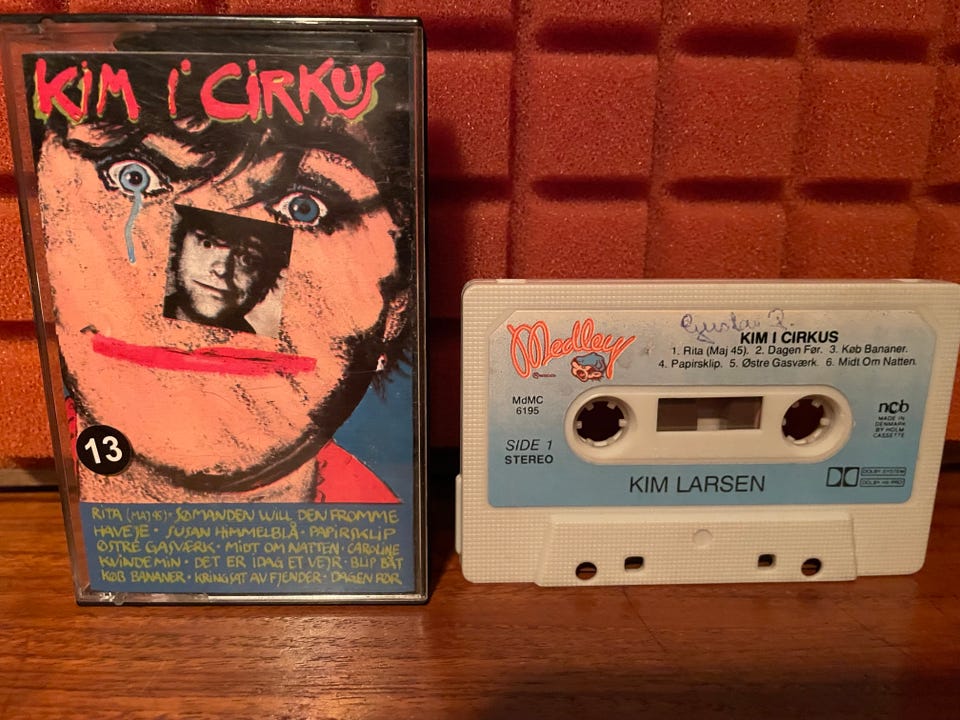 KIM I CIRKUS
13
RITA (MAJ 45) • SØMANDEN WILL DEN FROMME
HAVEJE • SUSAN HIMMELBLÅ • PAPIRSKLIP
ØSTRE GASVÆRK • MIDT OM NATTEN • CAROLINE
KVINDE MIN • DET ER IDAG ET VEJR • BLIP BÅT
KØB BANANER • KRINGSAT AV FJENDER • DAGEN FØR
Medley
KIM I CIRKUS
1. Rita (Maj 45). 2. Dagen Før. 3. Køb Bananer.
4. Papirsklip. 5. Østre Gasværk. 6. Midt Om Natten.
MdMC
6195
SIDE 1
STEREO
ncb
MADE IN
DENMARK
BY HOLM
CASSETTE
DOLBY SYSTEM
DOLBY HX PRO
KIM LARSEN